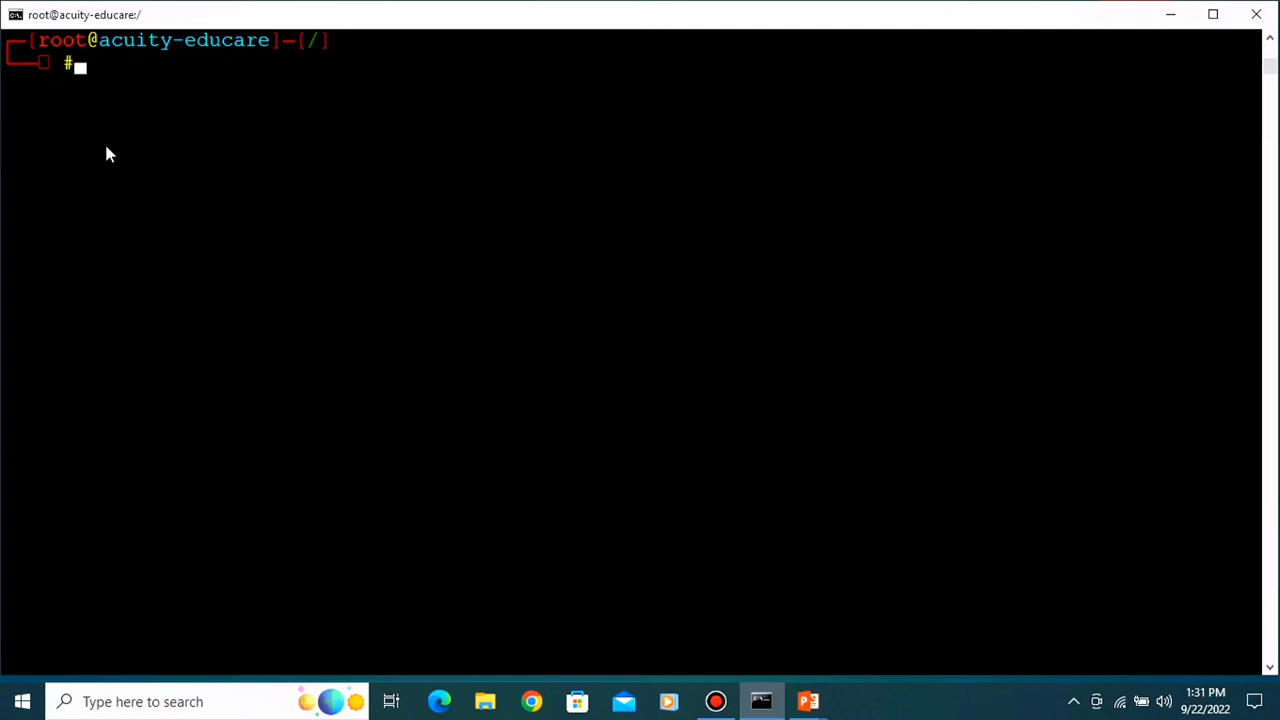 root@acuity-educare:/
┌─[root@acuity-educare]─[/]
└──□ #
Type here to search
1:31 PM
9/22/2022